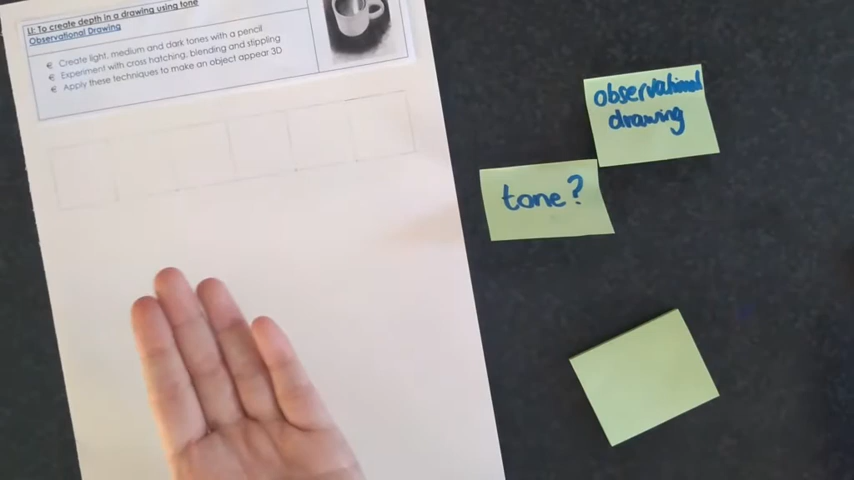 LI: To create depth in a drawing using tone
Observational Drawing
€ Create light, medium and dark tones with a pencil
€ Experiment with cross hatching, blending and stippling
€ Apply these techniques to make an object appear 3D
observational
drawing
tone?